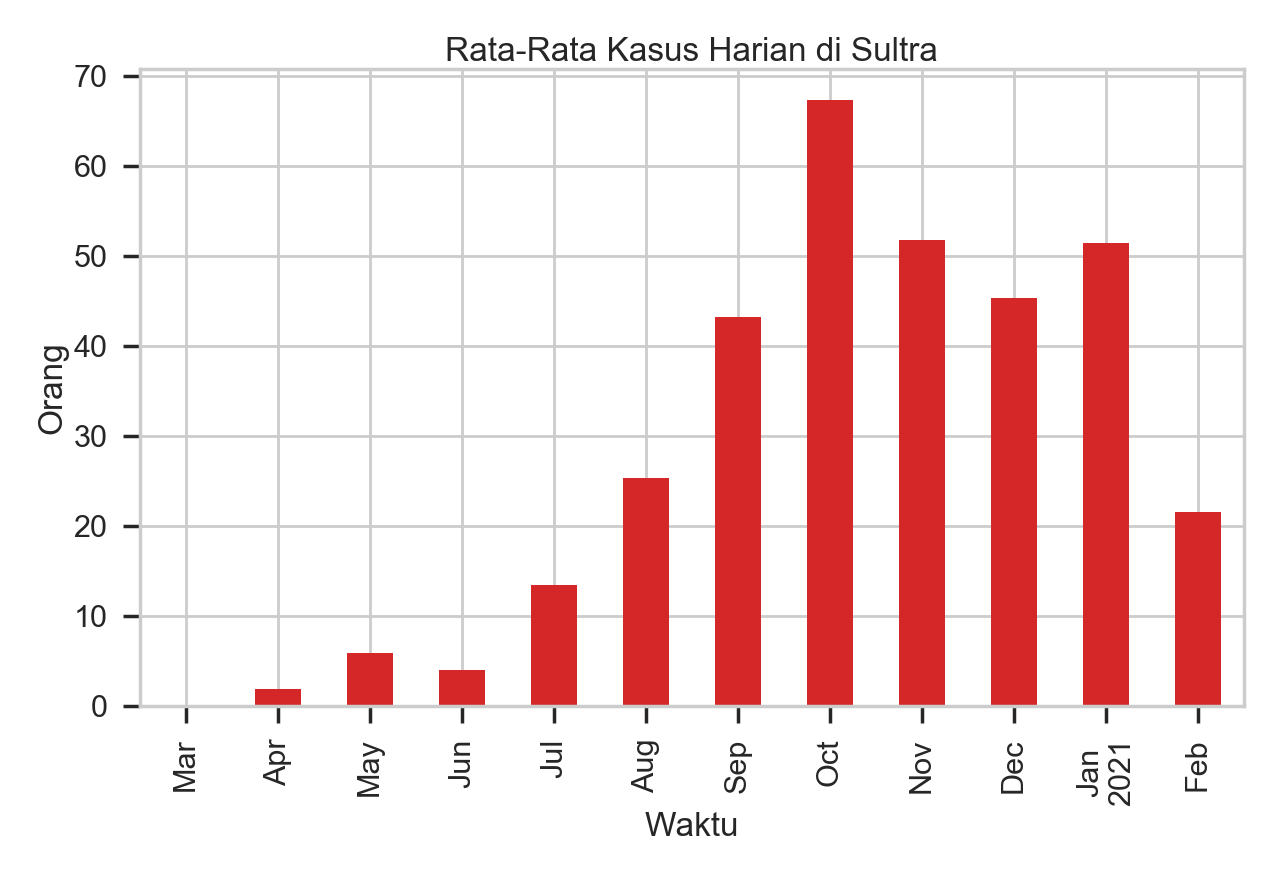 Rata-Rata Kasus Harian di Sultra
70
60
50
40
30
20
10
0
Orang
Mar
Apr
May
Jun
Jul
Aug
Sep
Oct
Nov
Dec
Jan
2021
Feb
Waktu